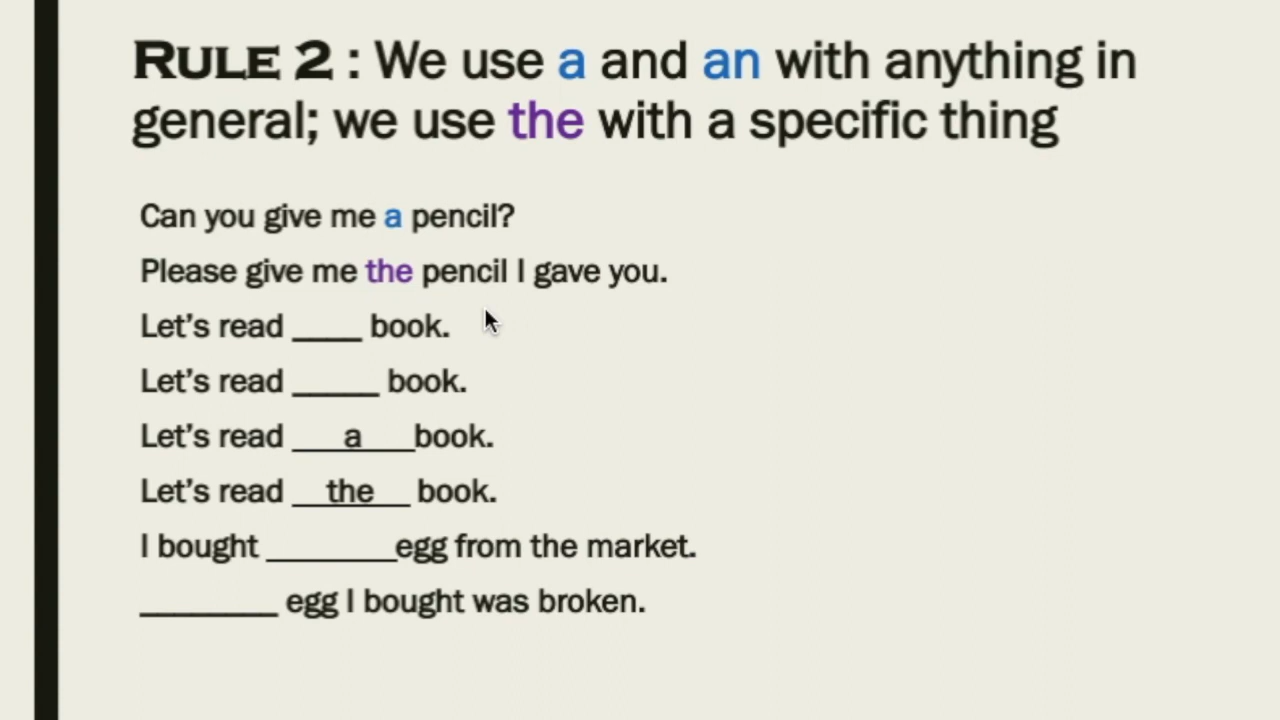 RULE 2 : We use a and an with anything in
general; we use the with a specific thing
Can you give me a pencil?
Please give me the pencil I gave you.
Let's read ____ book.
Let's read _____ book.
Let's read ___a___book.
Let's read __the__ book.
I bought ________egg from the market.
________ egg I bought was broken.